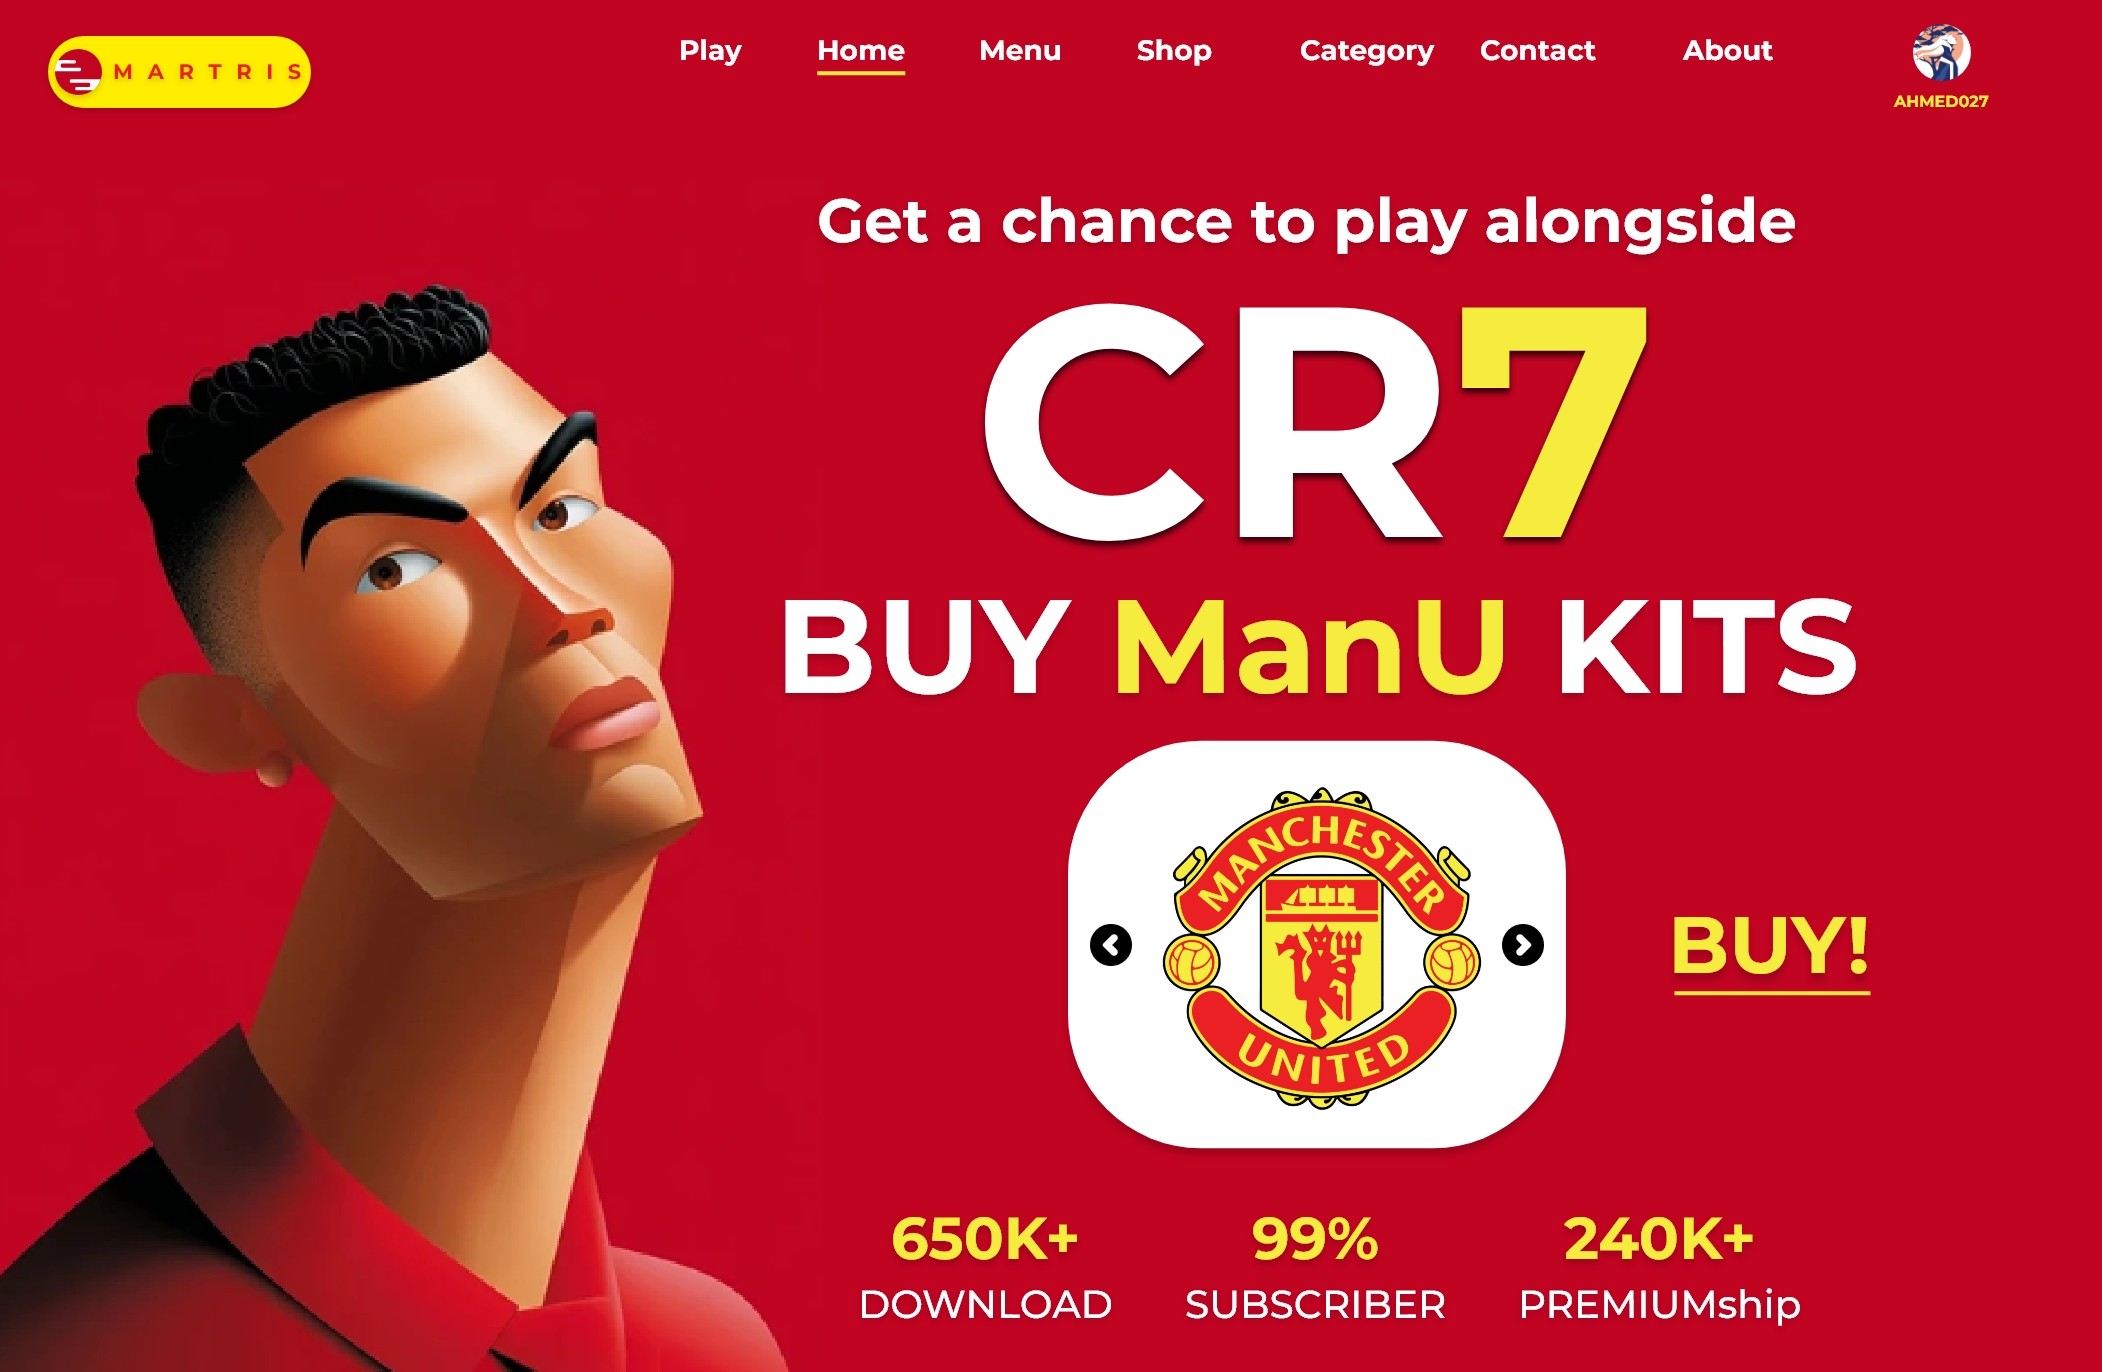 MARTRIS
Play Home Menu Shop Category Contact About
AHMED027
Get a chance to play alongside
CR7
BUY ManU KITS
MANCHESTER
UNITED
BUY!
650K+ 99% 240K+
DOWNLOAD SUBSCRIBER PREMIUMship